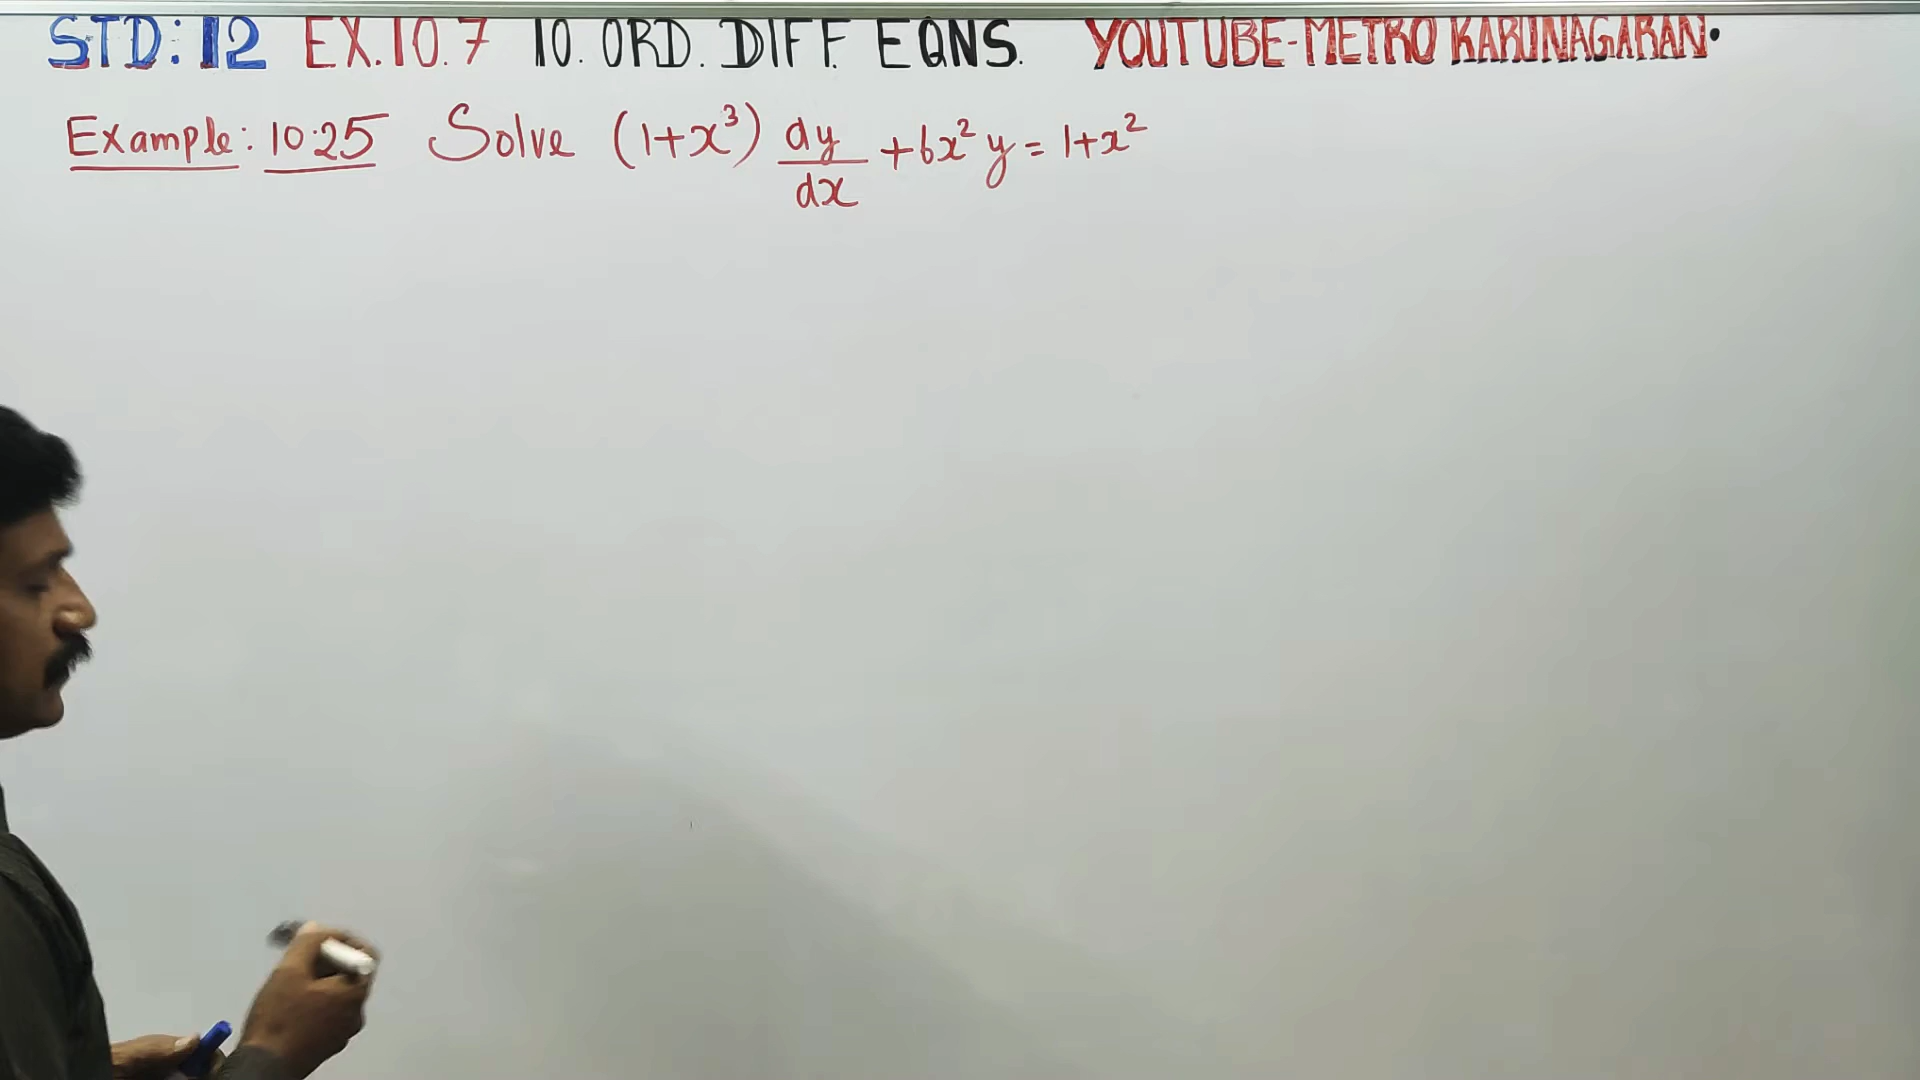 STD: 12 EX.10.7 10. ORD. DIFF. EQNS. YOUTUBE-METRO KARUNAGARAN.
Example: 10.25 Solve (1+x³) dy/dx +6x²y = 1+x²